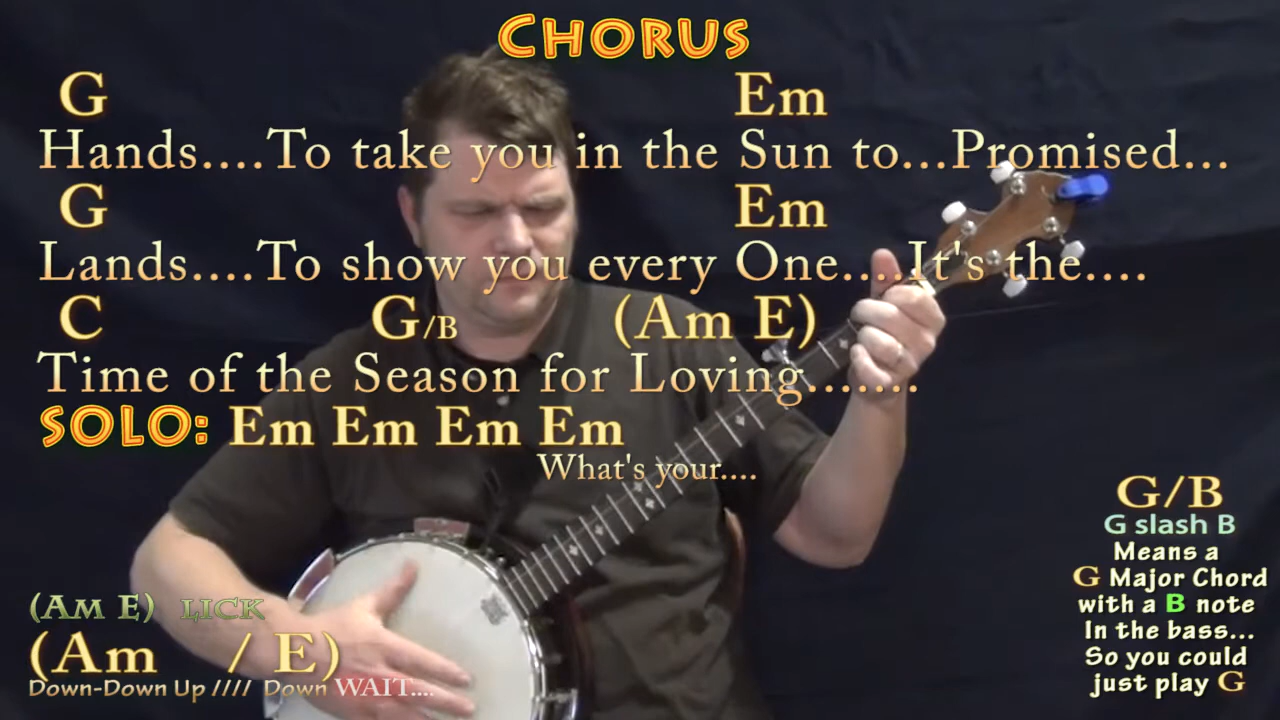 CHORUS
G Em
Hands....To take you in the Sun to...Promised...
G Em
Lands....To show you every One....It's the....
C G/B (Am E)
Time of the Season for Loving.......
SOLO: Em Em Em Em
What's your....
G/B
G slash B
Means a
G Major Chord
with a B note
In the bass...
So you could
just play G
(Am E) LICK
(Am / E)
Down-Down Up //// Down WAIT....